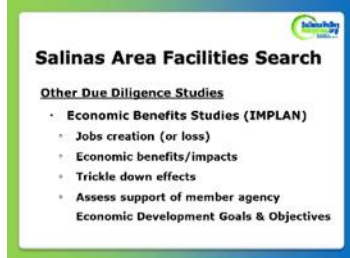 Salinas Area Facilities Search
Other Due Diligence Studies
· Economic Benefits Studies (IMPLAN)
◦ Jobs creation (or loss)
◦ Economic benefits/impacts
◦ Trickle down effects
◦ Assess support of member agency
Economic Development Goals & Objectives